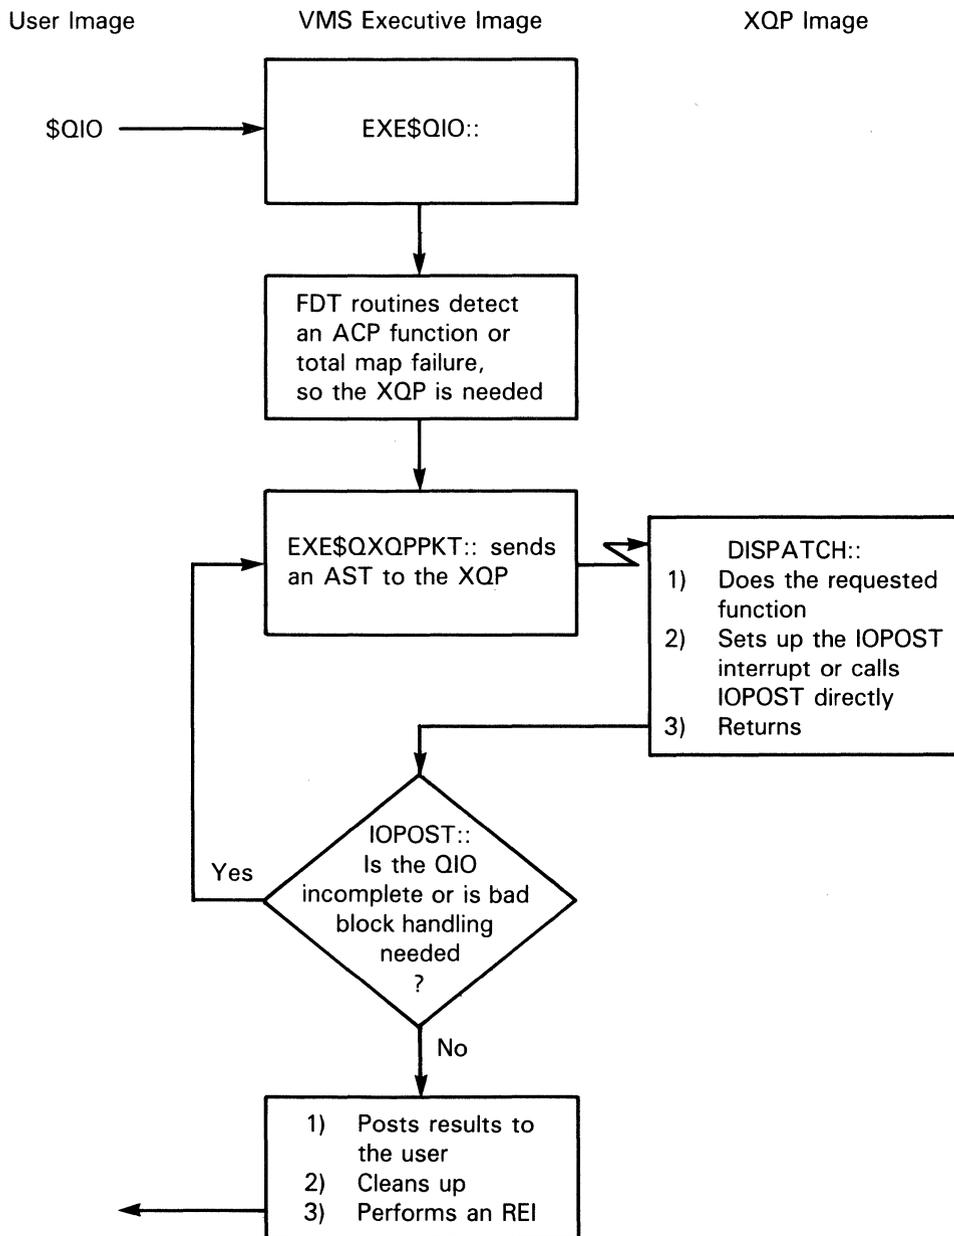 User Image
VMS Executive Image
XQP Image
$QIO
EXE$QIO::
FDT routines detect
an ACP function or
total map failure,
so the XQP is needed
EXE$QXQPPKT:: sends
an AST to the XQP
DISPATCH::
1) Does the requested
function
2) Sets up the IOPOST
interrupt or calls
IOPOST directly
3) Returns
IOPOST::
Is the QIO
incomplete or is bad
block handling
needed
?
Yes
No
1) Posts results to
the user
2) Cleans up
3) Performs an REI